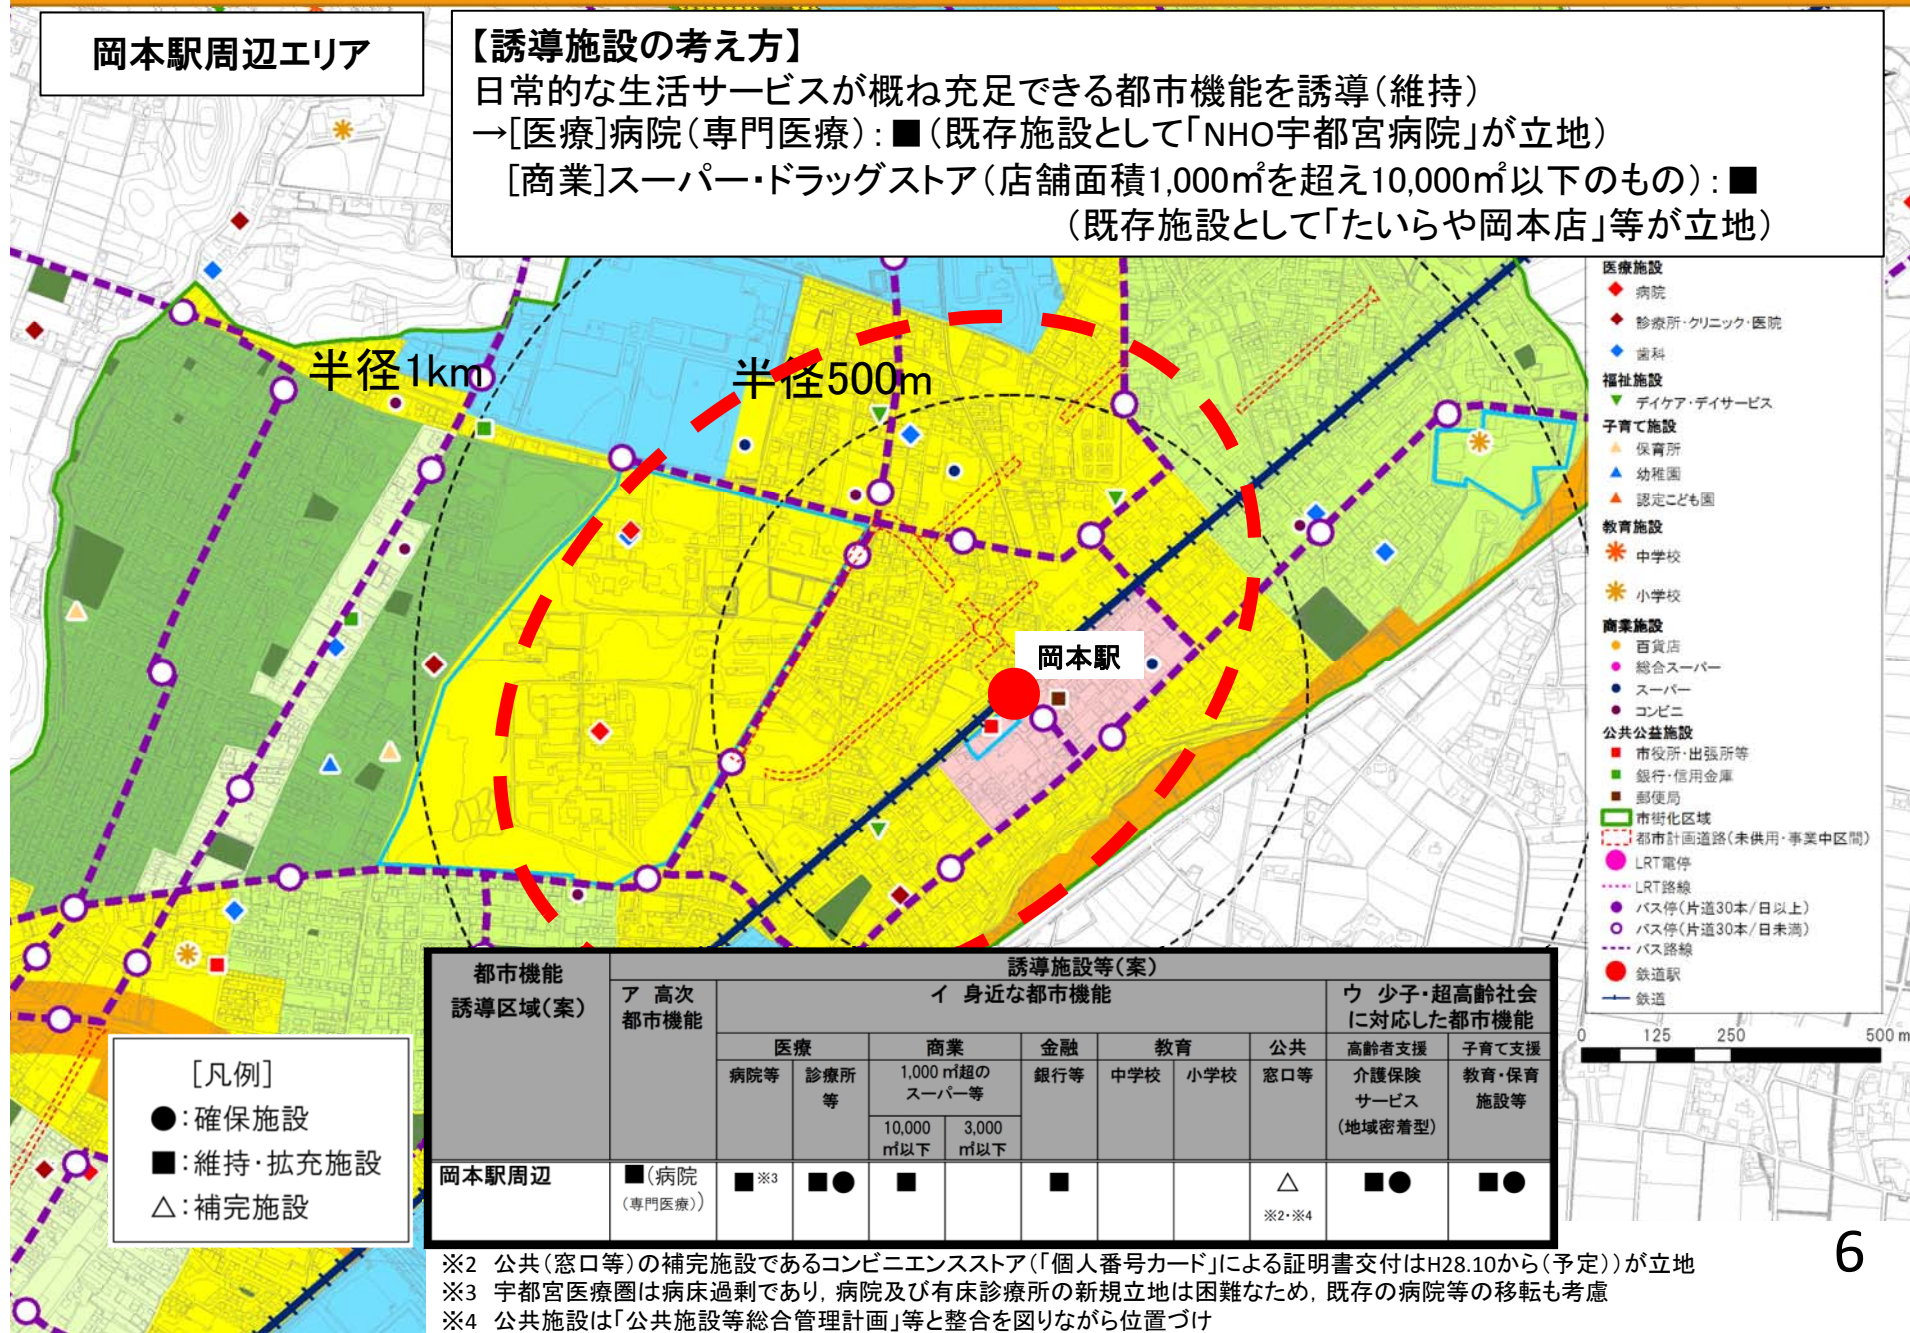 岡本駅周辺エリア
【誘導施設の考え方】
日常的な生活サービスが概ね充足できる都市機能を誘導（維持）
→［医療］病院（専門医療）：■（既存施設として「NHO宇都宮病院」が立地）
［商業］スーパー・ドラッグストア（店舗面積1,000㎡を超え10,000㎡以下のもの）：■
（既存施設として「たいらや岡本店」等が立地）
半径1km
半径500m
岡本駅
医療施設
病院
診療所・クリニック・医院
歯科
福祉施設
デイケア・デイサービス
子育て施設
保育所
幼稚園
認定こども園
教育施設
中学校
小学校
商業施設
百貨店
総合スーパー
スーパー
コンビニ
公共公益施設
市役所・出張所等
銀行・信用金庫
郵便局
市街化区域
都市計画道路（未供用・事業中区間）
LRT電停
LRT路線
バス停（片道30本/日以上）
バス停（片道30本/日未満）
バス路線
鉄道駅
鉄道
0 125 250 500 m
［凡例］
●：確保施設
■：維持・拡充施設
△：補完施設
都市機能
誘導区域（案）
誘導施設等（案）
ア 高次
都市機能
イ 身近な都市機能
ウ 少子・超高齢社会
に対応した都市機能
医療 商業 金融 教育 公共 高齢者支援 子育て支援
病院等
診療所
等
1,000 ㎡超の
スーパー等
10,000
㎡以下
3,000
㎡以下
銀行等
中学校
小学校
窓口等
介護保険
サービス
（地域密着型）
教育・保育
施設等
岡本駅周辺
■（病院
（専門医療））
■※3 ■● ■ ■ △ ■● ■●
※2・※4
※2 公共（窓口等）の補完施設であるコンビニエンスストア（「個人番号カード」による証明書交付はH28.10から（予定））が立地
※3 宇都宮医療圏は病床過剰であり，病院及び有床診療所の新規立地は困難なため，既存の病院等の移転も考慮
※4 公共施設は「公共施設等総合管理計画」等と整合を図りながら位置づけ
6